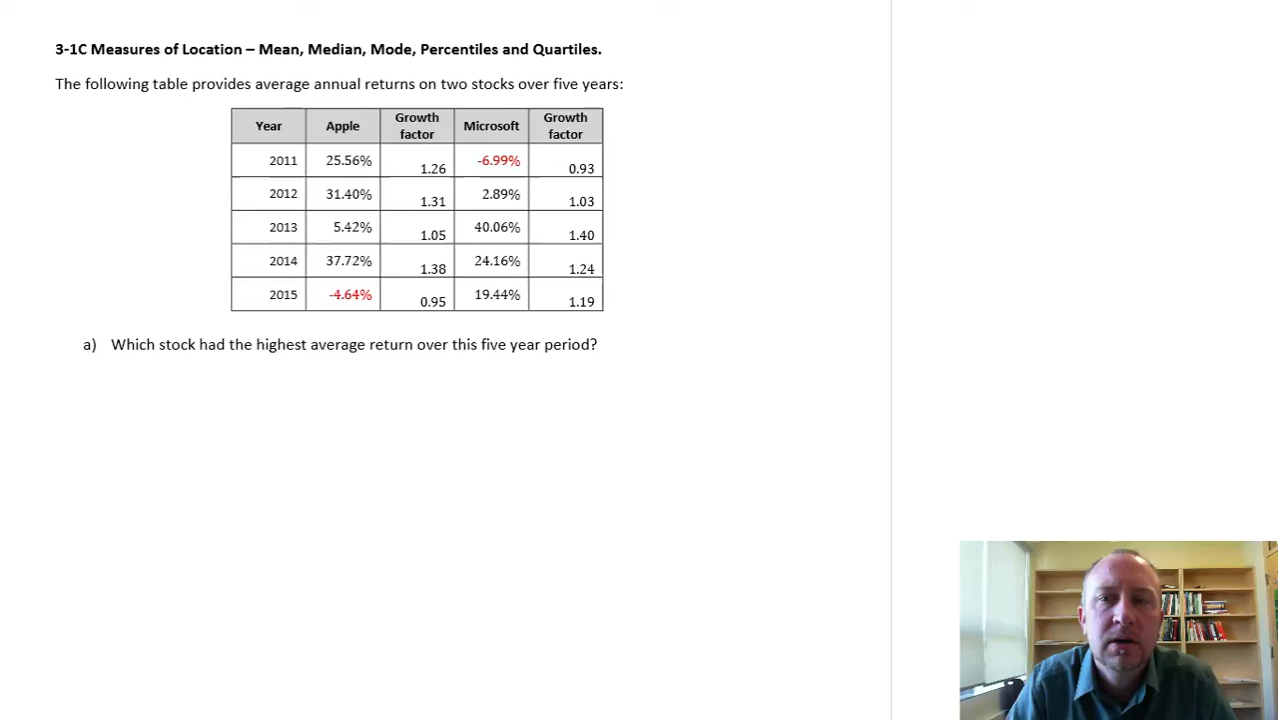 3-1C Measures of Location – Mean, Median, Mode, Percentiles and Quartiles.
The following table provides average annual returns on two stocks over five years:
Year Apple Growth factor Microsoft Growth factor
2011 25.56% 1.26 -6.99% 0.93
2012 31.40% 1.31 2.89% 1.03
2013 5.42% 1.05 40.06% 1.40
2014 37.72% 1.38 24.16% 1.24
2015 -4.64% 0.95 19.44% 1.19
a) Which stock had the highest average return over this five year period?